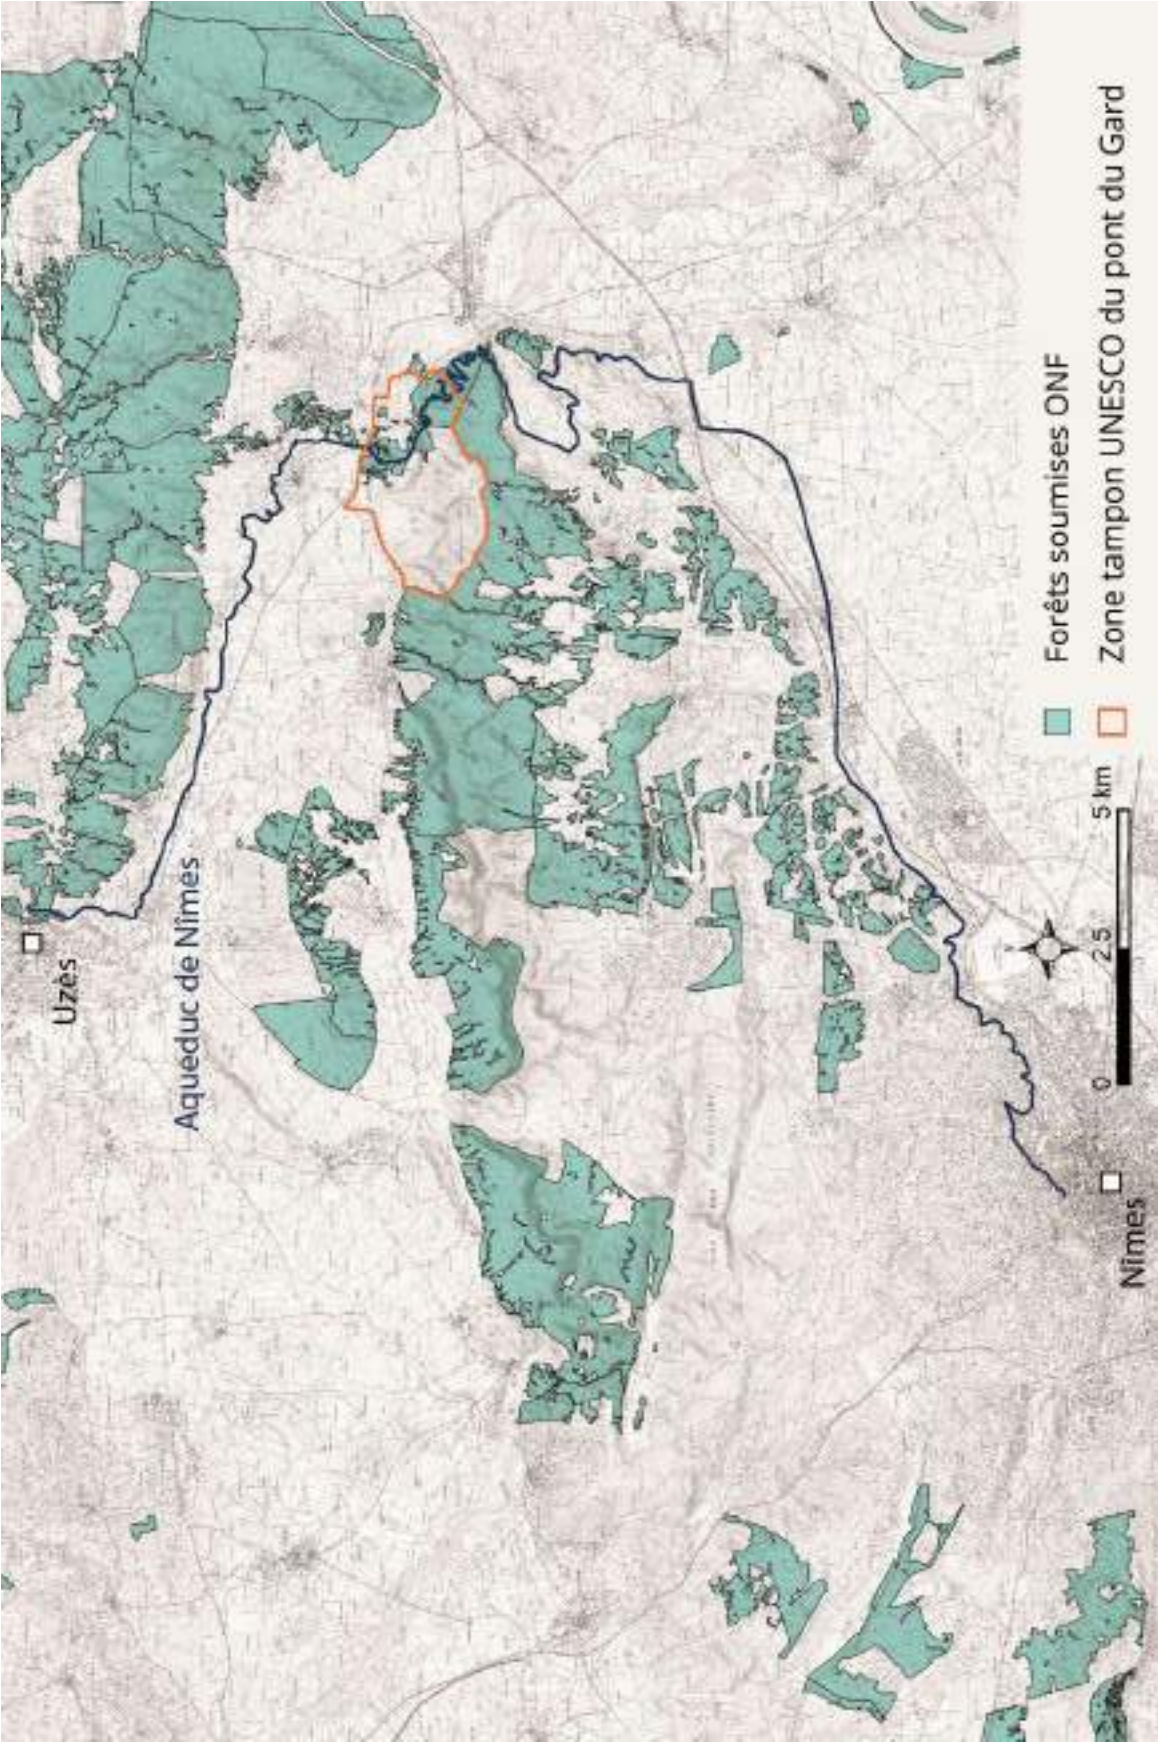 Uzès
Aqueduc de Nîmes
Nîmes
0 2.5 5 km
Forêts soumises ONF
Zone tampon UNESCO du pont du Gard